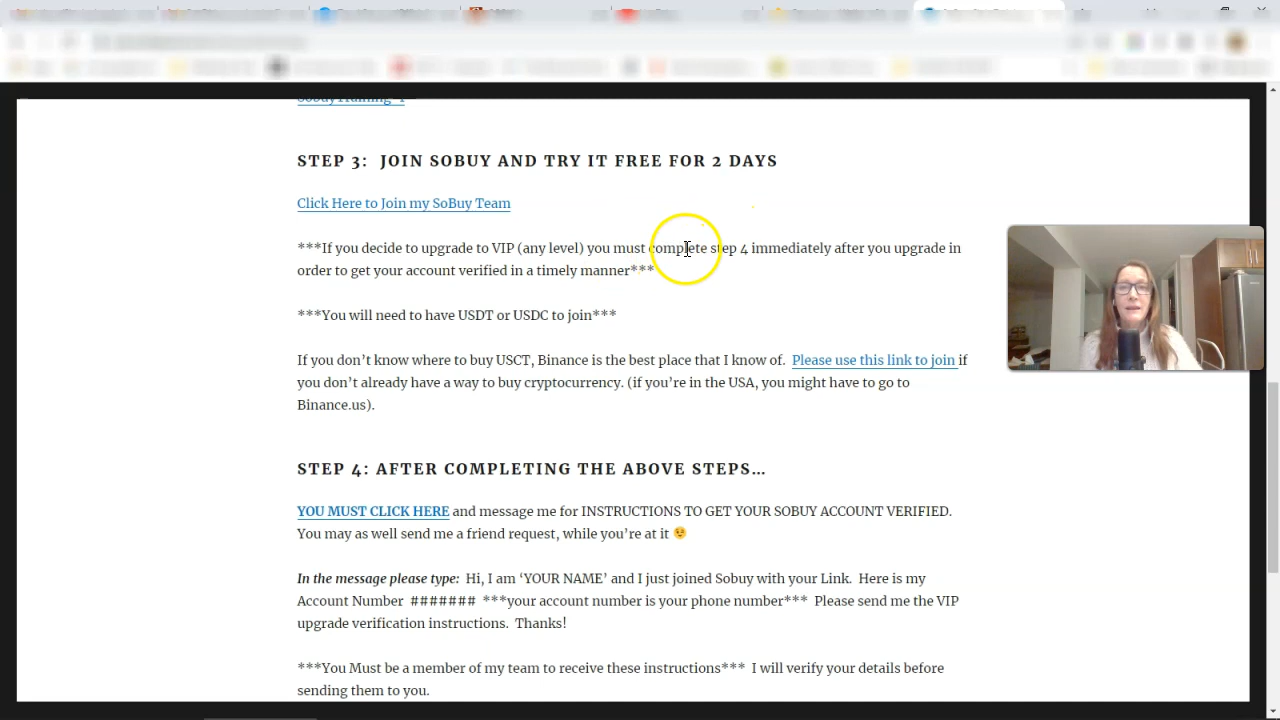 STEP 3: JOIN SOBUY AND TRY IT FREE FOR 2 DAYS
Click Here to Join my SoBuy Team
***If you decide to upgrade to VIP (any level) you must complete step 4 immediately after you upgrade in
order to get your account verified in a timely manner***
***You will need to have USDT or USDC to join***
If you don’t know where to buy USCT, Binance is the best place that I know of. Please use this link to join if
you don’t already have a way to buy cryptocurrency. (if you’re in the USA, you might have to go to
Binance.us).
STEP 4: AFTER COMPLETING THE ABOVE STEPS…
YOU MUST CLICK HERE and message me for INSTRUCTIONS TO GET YOUR SOBUY ACCOUNT VERIFIED.
You may as well send me a friend request, while you’re at it 😉
In the message please type: Hi, I am ‘YOUR NAME’ and I just joined Sobuy with your Link. Here is my
Account Number ####### ***your account number is your phone number*** Please send me the VIP
upgrade verification instructions. Thanks!
***You Must be a member of my team to receive these instructions*** I will verify your details before
sending them to you.